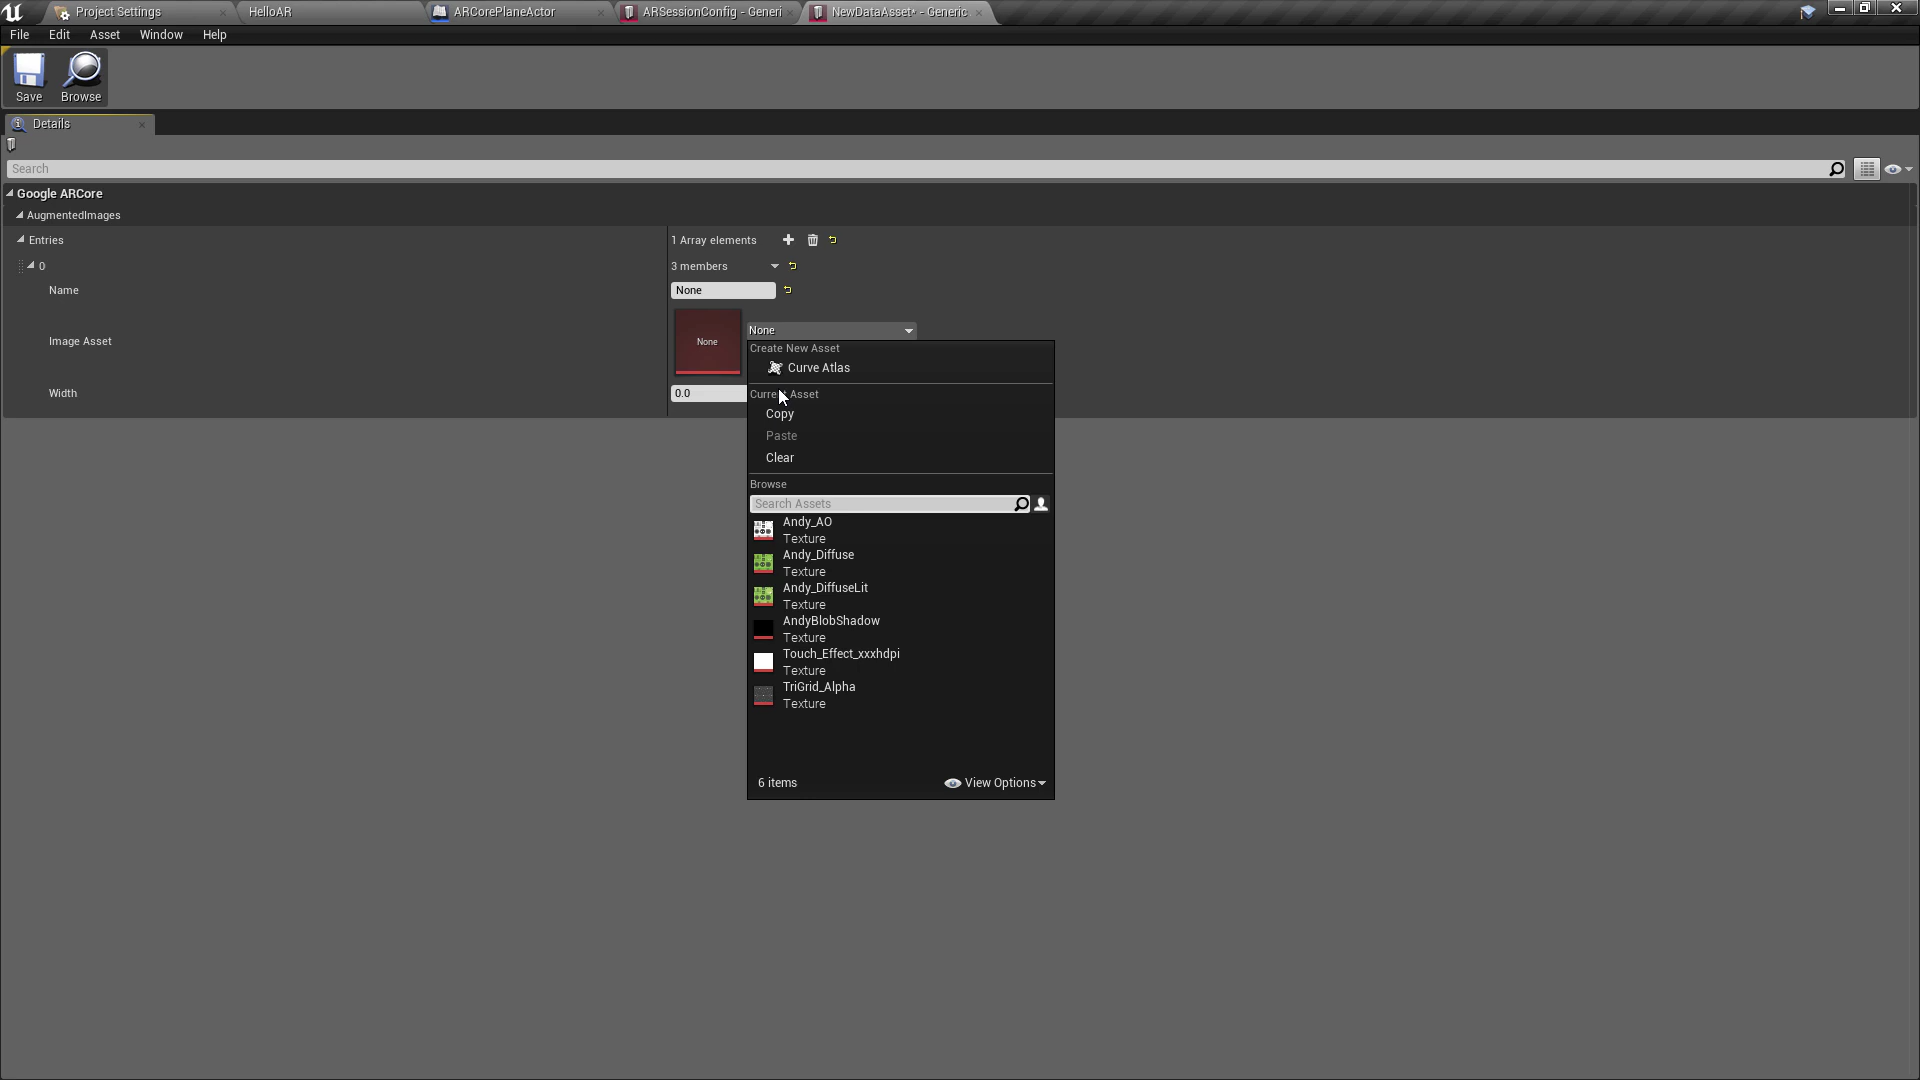 Project Settings
HelloAR
ARCorePlaneActor
ARSessionConfig - Generi
NewDataAsset* - Generic
File
Edit
Asset
Window
Help
Save
Browse
Details
Search
Google ARCore
AugmentedImages
Entries
1 Array elements
0
3 members
Name
None
Image Asset
None
None
Width
0.0
Create New Asset
Curve Atlas
Current Asset
Copy
Paste
Clear
Browse
Search Assets
Andy_AO
Texture
Andy_Diffuse
Texture
Andy_DiffuseLit
Texture
AndyBlobShadow
Texture
Touch_Effect_xxxhdpi
Texture
TriGrid_Alpha
Texture
6 items
View Options